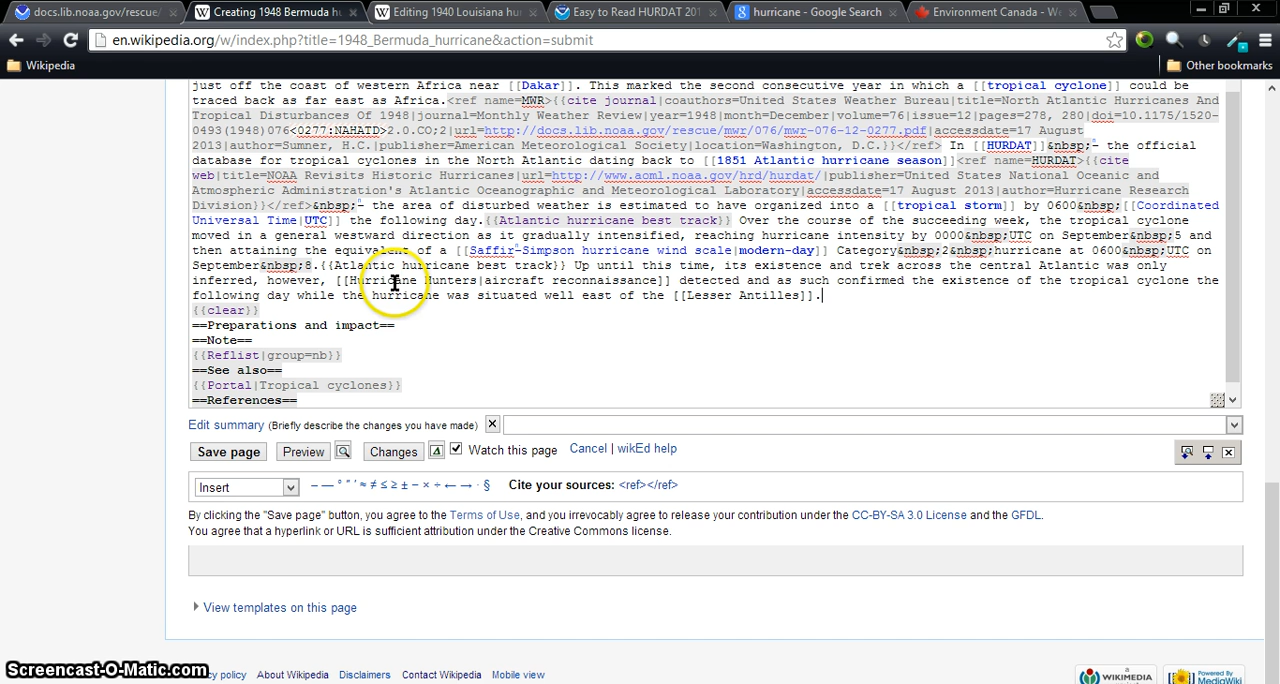 docs.lib.noaa.gov/rescue/
Creating 1948 Bermuda hu
Editing 1940 Louisiana hu
Easy to Read HURDAT 201
hurricane - Google Search
Environment Canada - We
en.wikipedia.org/w/index.php?title=1948_Bermuda_hurricane&action=submit
Wikipedia
Other bookmarks
just off the coast of western Africa near [[Dakar]]. This marked the second consecutive year in which a [[tropical cyclone]] could be
traced back as far east as Africa.<ref name=MWR>{{cite journal|coauthors=United States Weather Bureau|title=North Atlantic Hurricanes And
Tropical Disturbances Of 1948|journal=Monthly Weather Review|year=1948|month=December|volume=76|issue=12|pages=278, 280|doi=10.1175/1520-
0493(1948)076<0277:NAHATD>2.0.CO;2|url=http://docs.lib.noaa.gov/rescue/mwr/076/mwr-076-12-0277.pdf|accessdate=17 August
2013|author=Sumner, H.C.|publisher=American Meteorological Society|location=Washington, D.C.}}</ref> In [[HURDAT]]&nbsp;– the official
database for tropical cyclones in the North Atlantic dating back to [[1851 Atlantic hurricane season]]<ref name=HURDAT>{{cite
web|title=NOAA Revisits Historic Hurricanes|url=http://www.aoml.noaa.gov/hrd/hurdat/|publisher=United States National Oceanic and
Atmospheric Administration's Atlantic Oceanographic and Meteorological Laboratory|accessdate=17 August 2013|author=Hurricane Research
Division}}</ref>&nbsp;– the area of disturbed weather is estimated to have organized into a [[tropical storm]] by 0600&nbsp;[[Coordinated
Universal Time|UTC]] the following day.{{Atlantic hurricane best track}} Over the course of the succeeding week, the tropical cyclone
moved in a general westward direction as it gradually intensified, reaching hurricane intensity by 0000&nbsp;UTC on September&nbsp;5 and
then attaining the equivalent of a [[Saffir–Simpson hurricane wind scale|modern-day]] Category&nbsp;2&nbsp;hurricane at 0600&nbsp;UTC on
September&nbsp;8.{{Atlantic hurricane best track}} Up until this time, its existence and trek across the central Atlantic was only
inferred, however, [[Hurricane Hunters|aircraft reconnaissance]] detected and as such confirmed the existence of the tropical cyclone the
following day while the hurricane was situated well east of the [[Lesser Antilles]].
{{clear}}
==Preparations and impact==
==Note==
{{Reflist|group=nb}}
==See also==
{{Portal|Tropical cyclones}}
==References==
Edit summary (Briefly describe the changes you have made)
Save page Preview Changes Watch this page Cancel | wikEd help
Insert – — ° ″ ′ ≈ ≠ ≤ ≥ ± − × ÷ ← → · § Cite your sources: <ref></ref>
By clicking the "Save page" button, you agree to the Terms of Use, and you irrevocably agree to release your contribution under the CC-BY-SA 3.0 License and the GFDL.
You agree that a hyperlink or URL is sufficient attribution under the Creative Commons license.
View templates on this page
Screencast-O-Matic.com
cy policy About Wikipedia Disclaimers Contact Wikipedia Mobile view
a
WIKIMEDIA
Powered By
MediaWiki